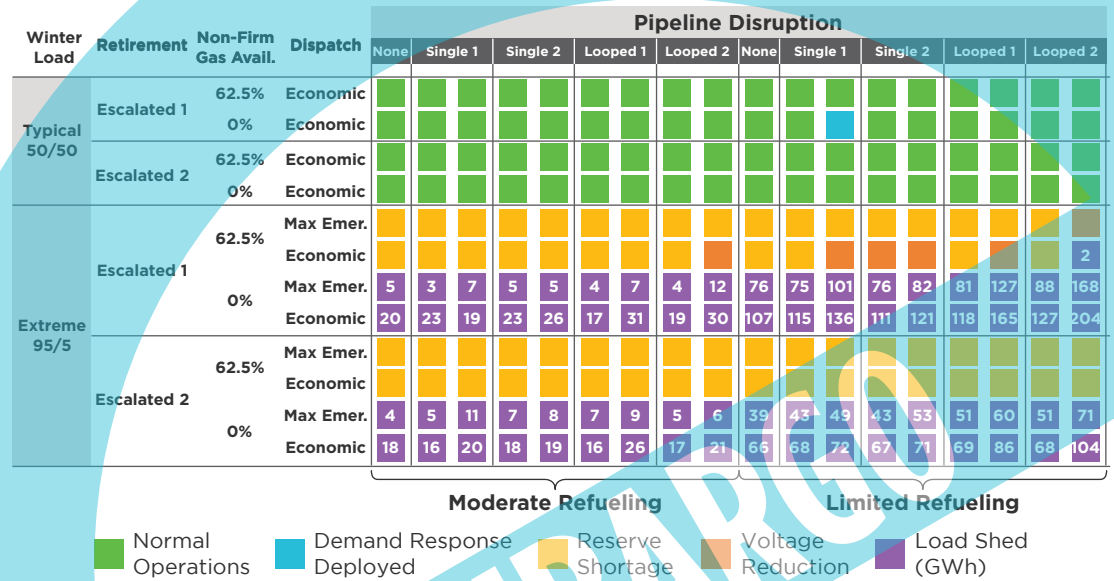 Pipeline Disruption
Winter Load Retirement Non-Firm Gas Avail. Dispatch None Single 1 Single 2 Looped 1 Looped 2 None Single 1 Single 2 Looped 1 Looped 2
Typical 50/50
Escalated 1
62.5% Economic
0% Economic
Escalated 2
62.5% Economic
0% Economic
Extreme 95/5
Escalated 1
62.5%
Max Emer.
Economic 2
0%
Max Emer. 5 3 7 5 5 4 7 4 12 76 75 101 76 82 81 127 88 168
Economic 20 23 19 23 26 17 31 19 30 107 115 136 111 121 118 165 127 204
Escalated 2
62.5%
Max Emer.
Economic
0%
Max Emer. 4 5 11 7 8 7 9 5 6 39 43 49 43 53 51 60 51 71
Economic 18 16 20 18 19 16 26 17 21 66 68 72 67 71 69 86 68 104
Moderate Refueling Limited Refueling
Normal Operations
Demand Response Deployed
Reserve Shortage
Voltage Reduction
Load Shed (GWh)